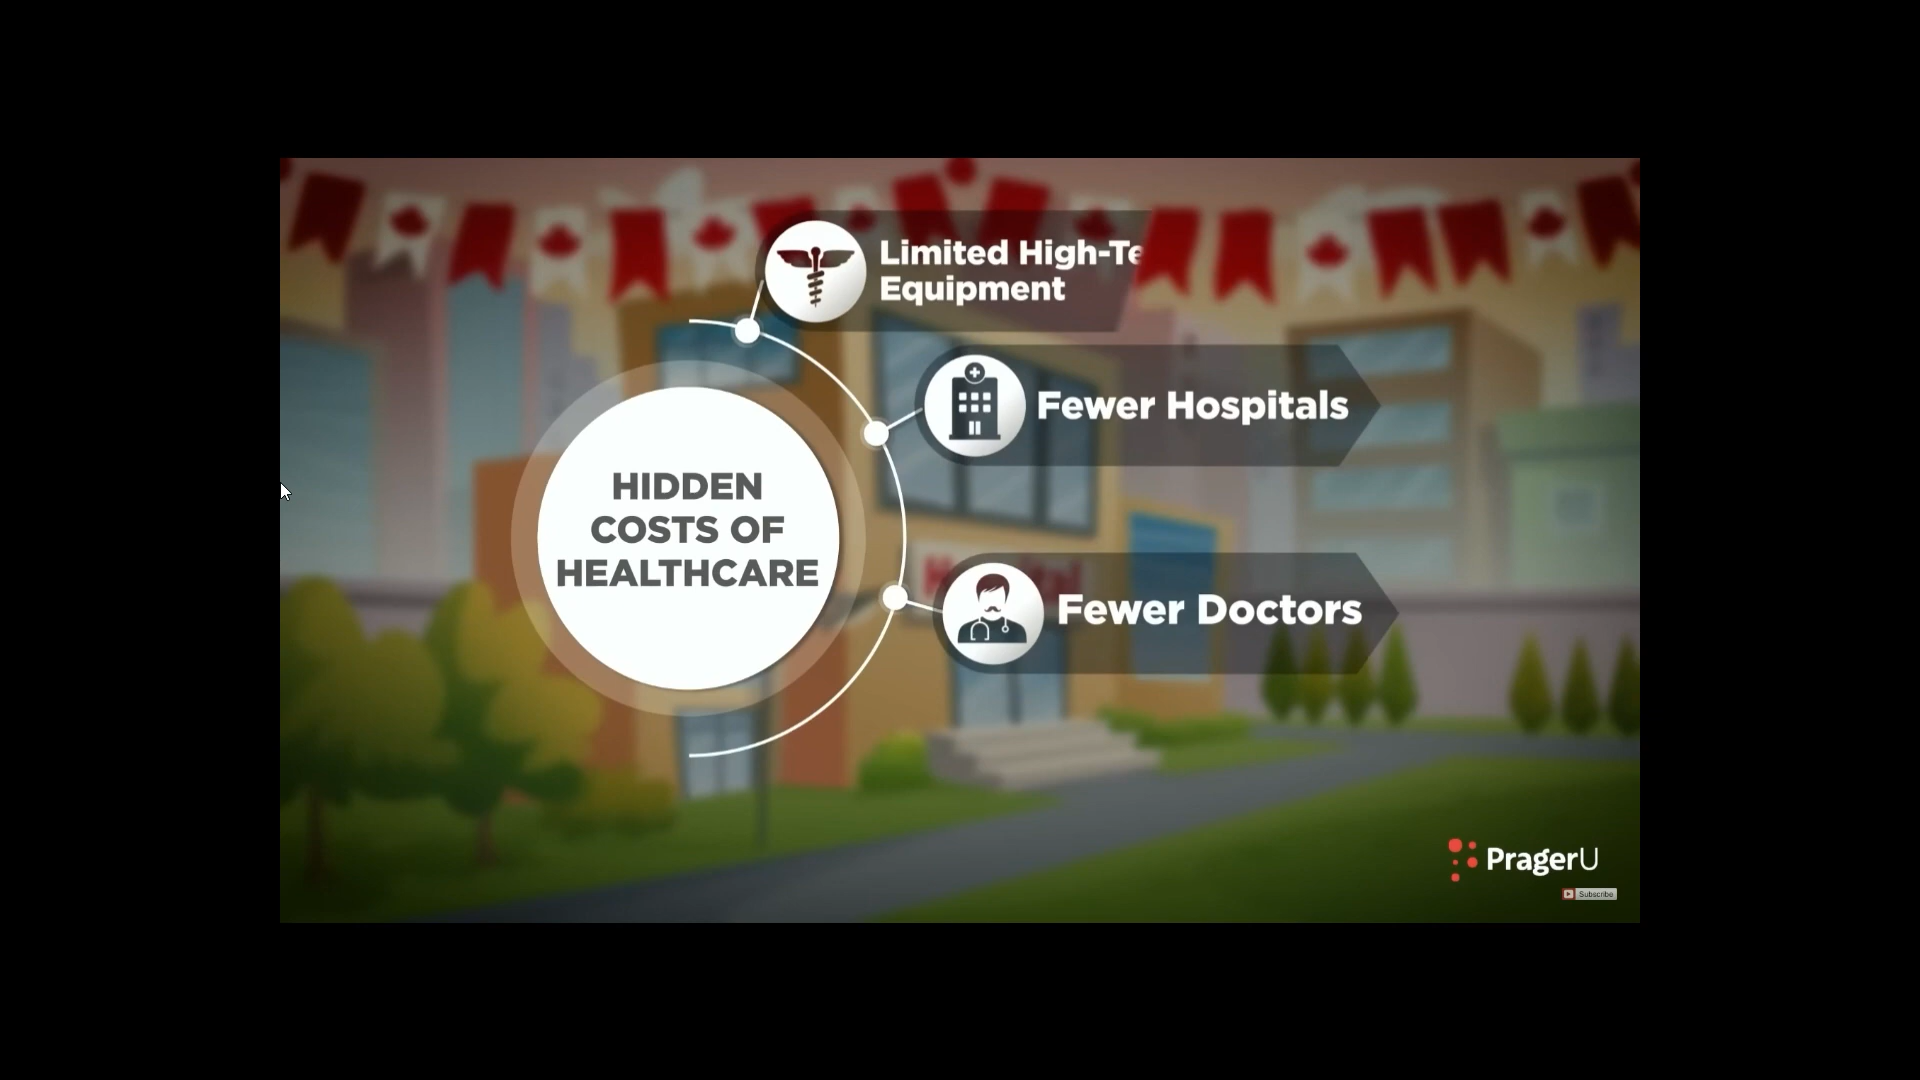 Limited High-Te
Equipment
Fewer Hospitals
HIDDEN
COSTS OF
HEALTHCARE
Fewer Doctors
PragerU
Subscribe